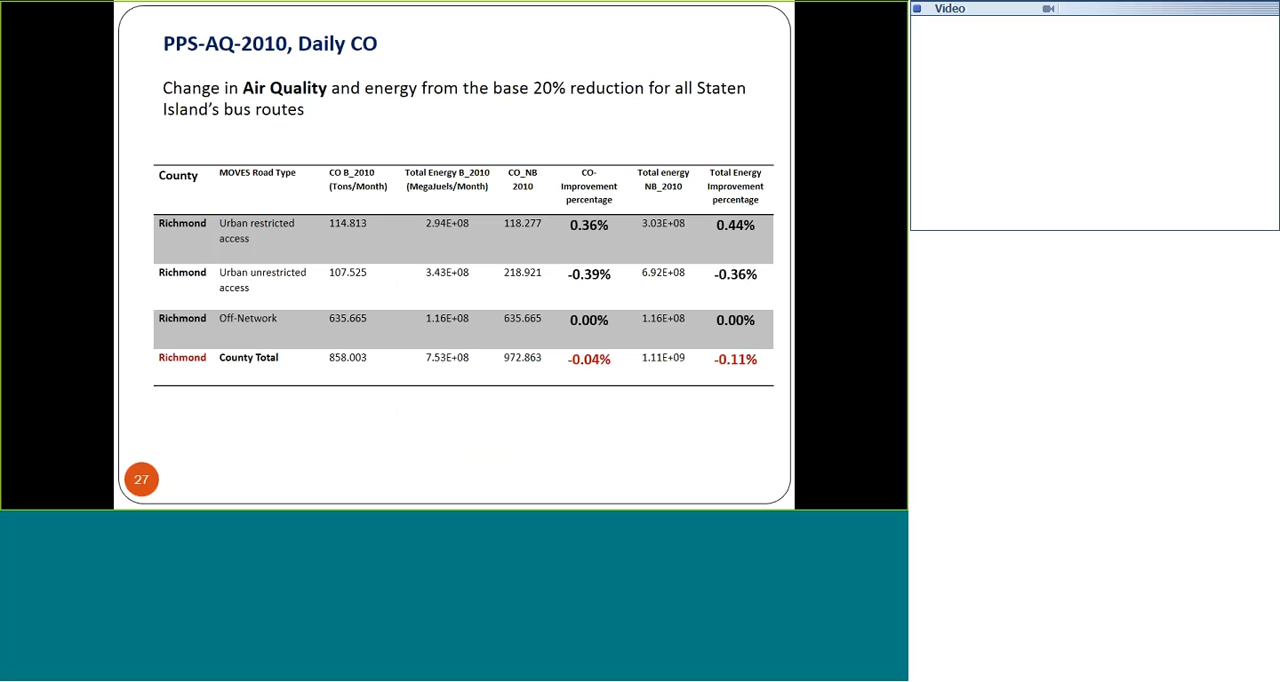 Video
PPS-AQ-2010, Daily CO
Change in Air Quality and energy from the base 20% reduction for all Staten
Island's bus routes
County MOVES Road Type CO B_2010 (Tons/Month) Total Energy B_2010 (MegaJuels/Month) CO_NB 2010 CO-Improvement percentage Total energy NB_2010 Total Energy Improvement percentage
Richmond Urban restricted access 114.813 2.94E+08 118.277 0.36% 3.03E+08 0.44%
Richmond Urban unrestricted access 107.525 3.43E+08 218.921 -0.39% 6.92E+08 -0.36%
Richmond Off-Network 635.665 1.16E+08 635.665 0.00% 1.16E+08 0.00%
Richmond County Total 858.003 7.53E+08 972.863 -0.04% 1.11E+09 -0.11%
27